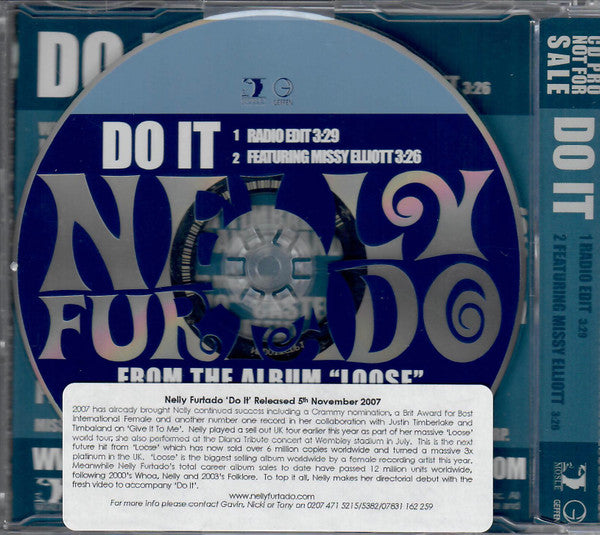 DO IT
1 RADIO EDIT 3:29
2 FEATURING MISSY ELLIOTT 3:26
NELLY
FURTADO
FROM THE ALBUM "LOOSE"
GEFFEN
3:26
Nelly Furtado 'Do It' Released 5th November 2007
2007 has already brought Nelly continued success including a Grammy nomination, a Brit Award for Best
International Female and another number one record in her collaboration with Justin Timberlake and
Timbaland on 'Give It To Me'. Nelly played a sell out UK tour earlier this year as part of her massive 'Loose'
world tour; she also performed at the Diana Tribute concert at Wembley stadium in July. This is the next
future hit from 'Loose' which has now sold over 6 million copies worldwide and turned a massive 3x
platinum in the UK. 'Loose' is the biggest selling album worldwide by a female recording artist this year.
Meanwhile Nelly Furtado's total career album sales to date have passed 12 million units worldwide,
following 2000's Whoa, Nelly and 2003's Folklore. To top it all, Nelly makes her directorial debut with the
fresh video to accompany 'Do It'.
www.nellyfurtado.com
For more info please contact Gavin, Nicki or Tony on 0207 471 5215/5382/07831 162 259
CD PRO
NOT FOR
SALE
DO IT
1 RADIO EDIT 3:29
2 FEATURING MISSY ELLIOTT 3:26
MOSLEY
GEFFEN